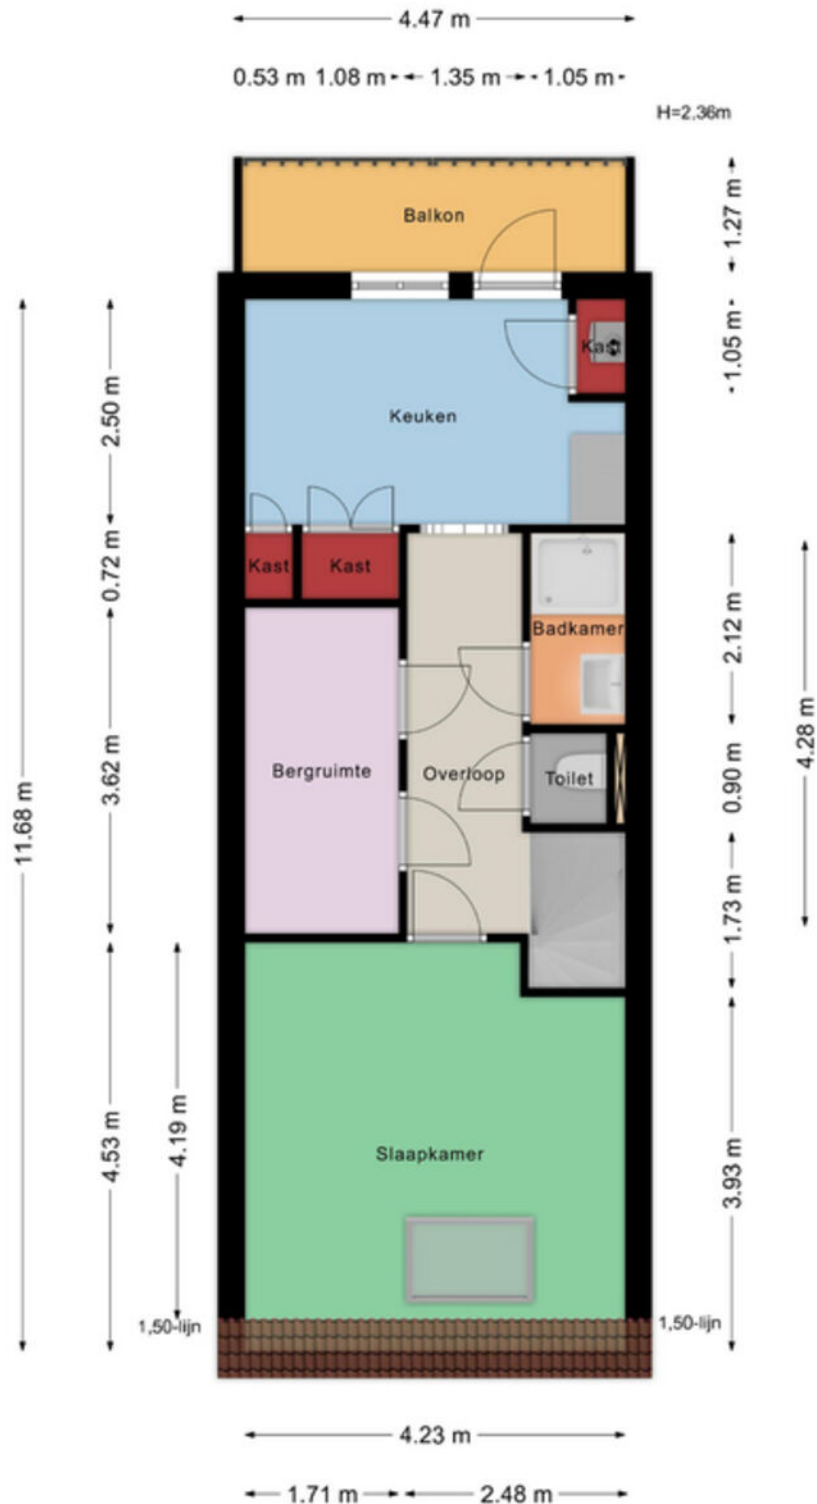 4.47 m
0.53 m 1.08 m 1.35 m 1.05 m
H=2.36m
Balkon
1.27 m
Kast
1.05 m
Keuken
2.50 m
Kast
Kast
0.72 m
Badkamer
2.12 m
4.28 m
Bergruimte
Overloop
Toilet
3.62 m
0.90 m
11.68 m
1.73 m
Slaapkamer
4.53 m
4.19 m
3.93 m
1,50-lijn
1,50-lijn
4.23 m
1.71 m
2.48 m